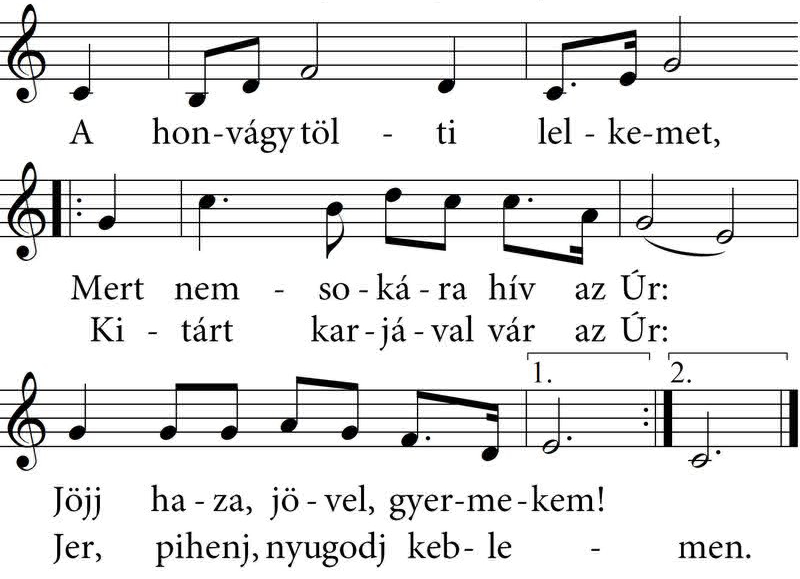 A hon-vágy töl - ti lel - ke-met,
Mert nem - so - ká - ra hív az Úr:
Ki - tárt kar - já - val vár az Úr:
1. 2.
Jöjj ha - za, jö - vel, gyer-me-kem!
Jer, pihenj, nyugodj keb - le - men.